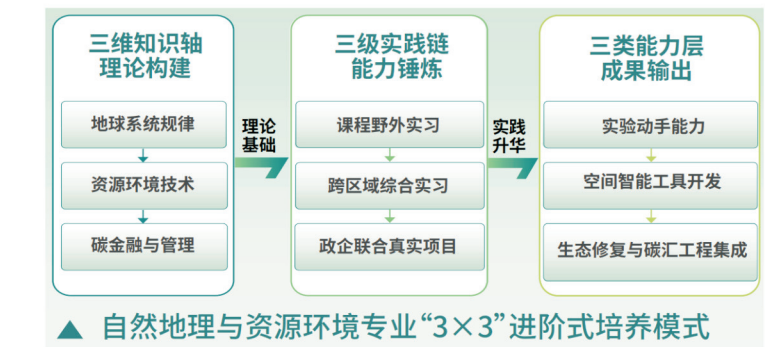 三维知识轴
理论构建
地球系统规律
资源环境技术
碳金融与管理
理论
基础
三级实践链
能力锤炼
课程野外实习
跨区域综合实习
政企联合真实项目
实践
升华
三类能力层
成果输出
实验动手能力
空间智能工具开发
生态修复与碳汇工程集成
自然地理与资源环境专业“3×3”进阶式培养模式